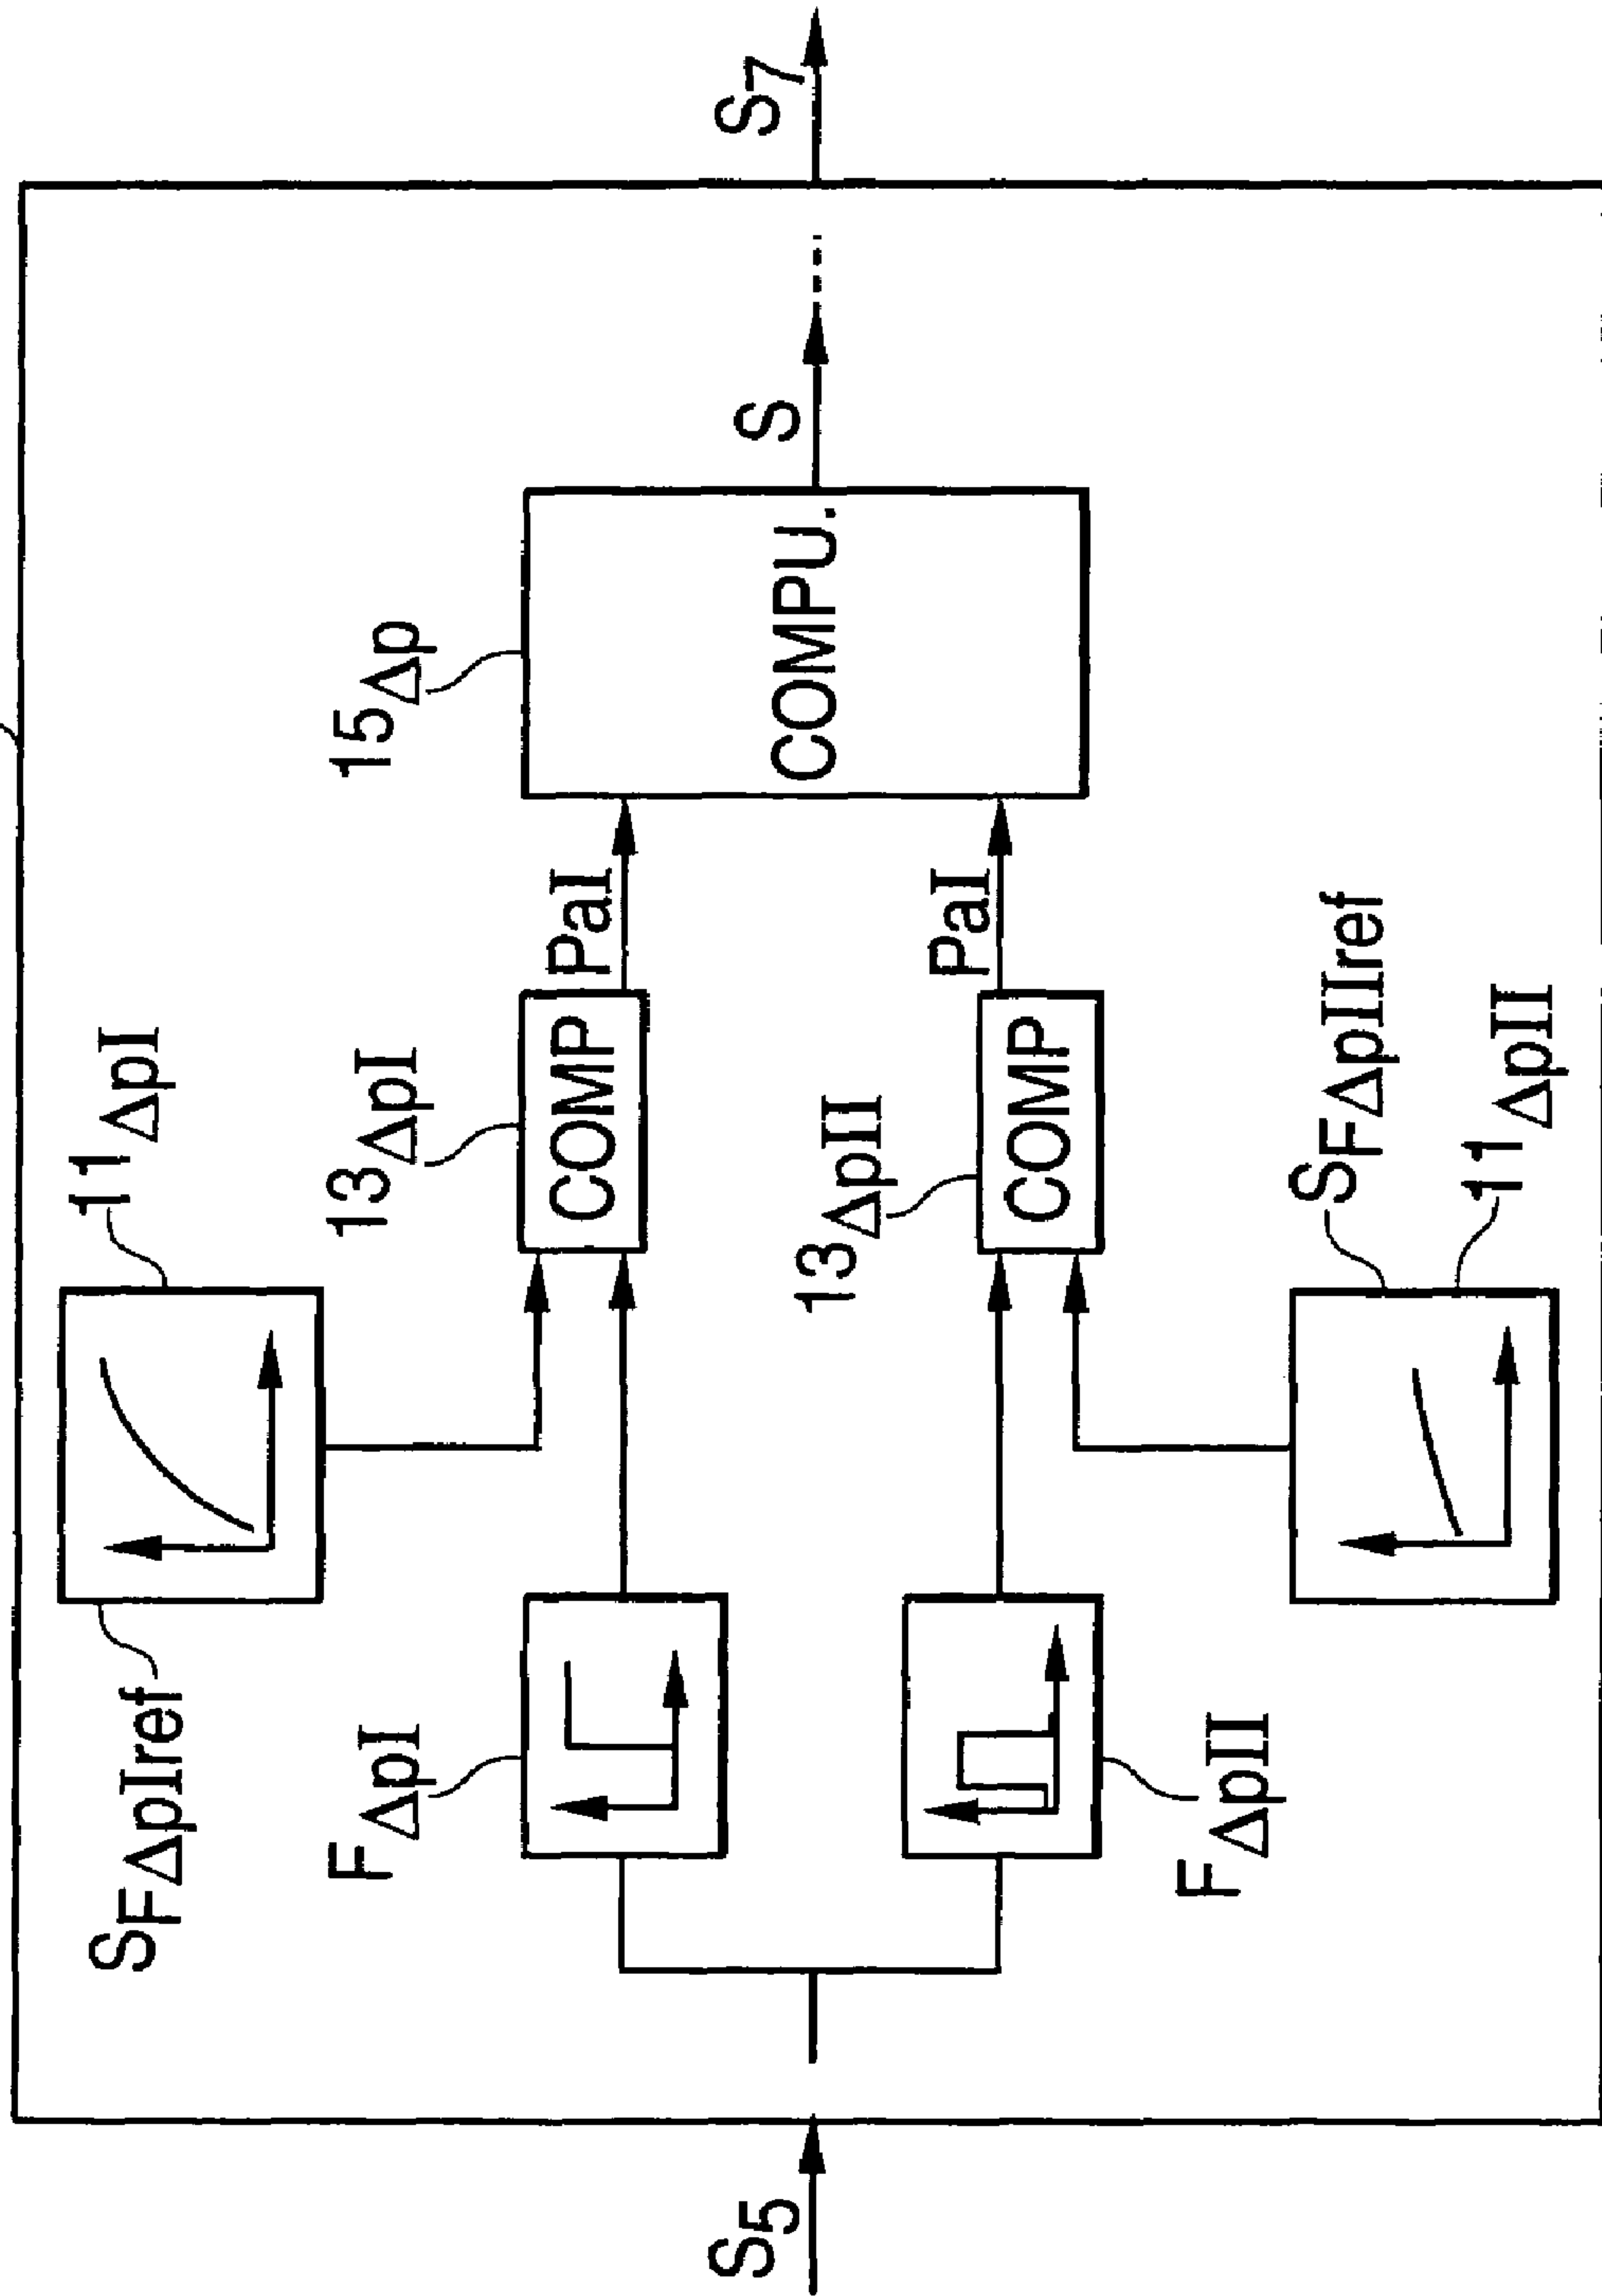 S5
SFΔpIref
11ΔpI
FΔpI
13ΔpI
COMP
PaI
15Δp
COMPU.
S
S7
FΔpII
13ΔpII
COMP
PaI
SFΔpIIref
11ΔpII